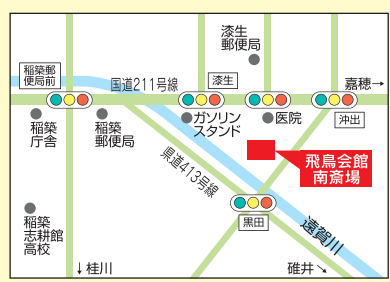 漆生
郵便局
稲築郵
便局前
国道211号線
漆生
嘉穂→
稲築
庁舎
稲築
郵便局
ガソリン
スタンド
医院
沖出
県道413号線
飛鳥会館
南斎場
稲築
志耕館
高校
黒田
遠賀川
↓桂川
碓井↘